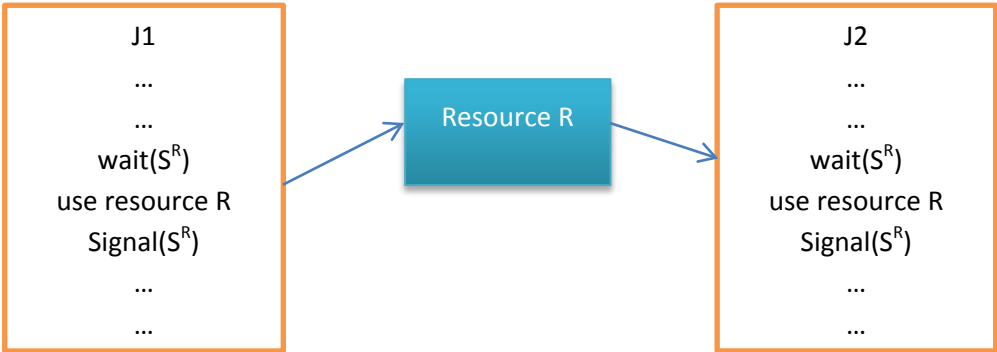 J1
...
...
wait(S^R)
use resource R
Signal(S^R)
...
...
Resource R
J2
...
...
wait(S^R)
use resource R
Signal(S^R)
...
...